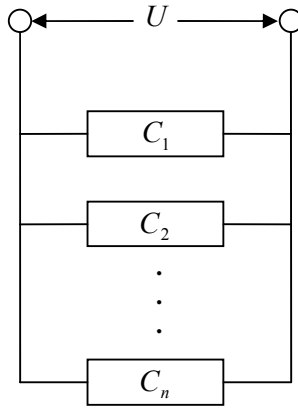 U
C₁
C₂
.
.
.
Cₙ